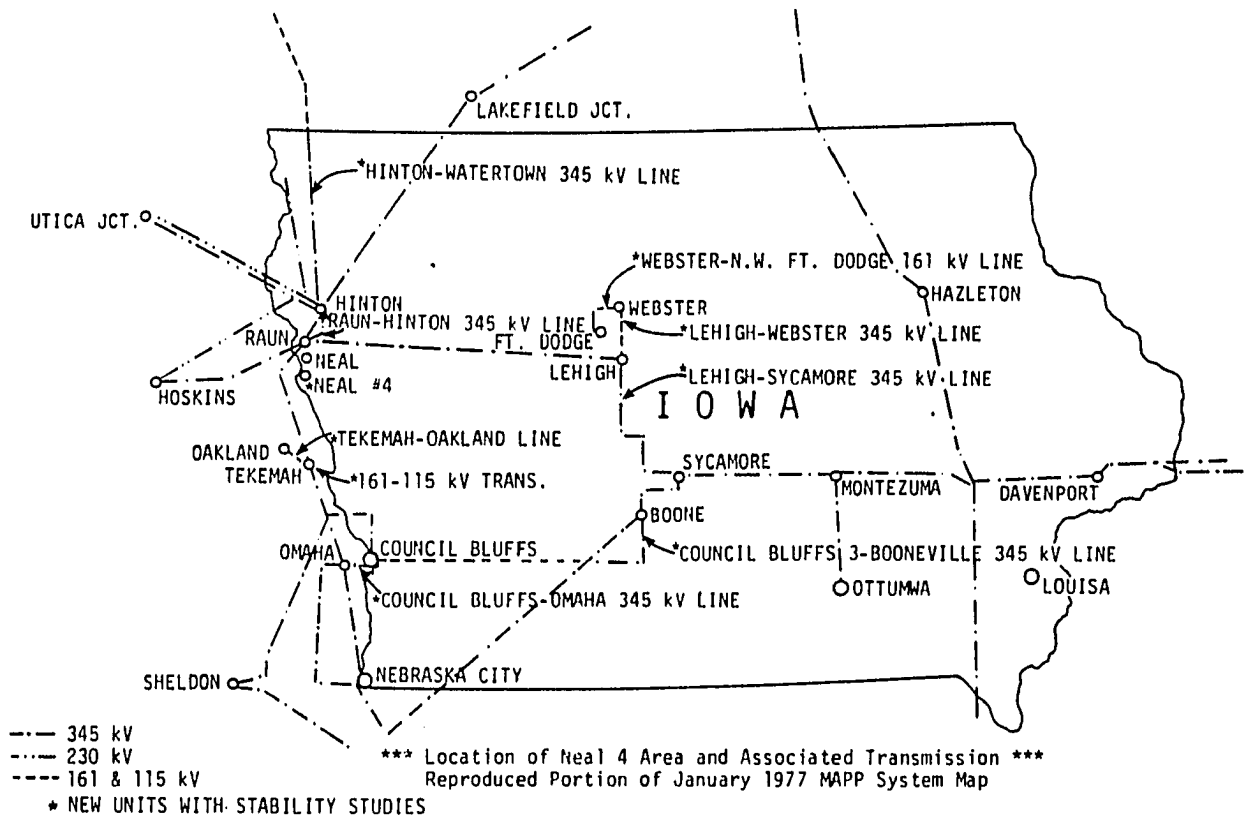 LAKEFIELD JCT.
*HINTON-WATERTOWN 345 kV LINE
UTICA JCT.
*WEBSTER-N.W. FT. DODGE 161 kV LINE
HAZLETON
HINTON
WEBSTER
*RAUN-HINTON 345 kV LINE
*LEHIGH-WEBSTER 345 kV LINE
RAUN
FT. DODGE
NEAL
LEHIGH
*LEHIGH-SYCAMORE 345 kV LINE
*NEAL #4
HOSKINS
IOWA
*TEKEMAH-OAKLAND LINE
OAKLAND
TEKEMAH
SYCAMORE
*161-115 kV TRANS.
MONTEZUMA
DAVENPORT
BOONE
OMAHA
COUNCIL BLUFFS
*COUNCIL BLUFFS 3-BOONEVILLE 345 kV LINE
OTTUMWA
LOUISA
*COUNCIL BLUFFS-OMAHA 345 kV LINE
SHELDON
NEBRASKA CITY
345 kV
230 kV
161 & 115 kV
* NEW UNITS WITH STABILITY STUDIES
*** Location of Neal 4 Area and Associated Transmission ***
Reproduced Portion of January 1977 MAPP System Map